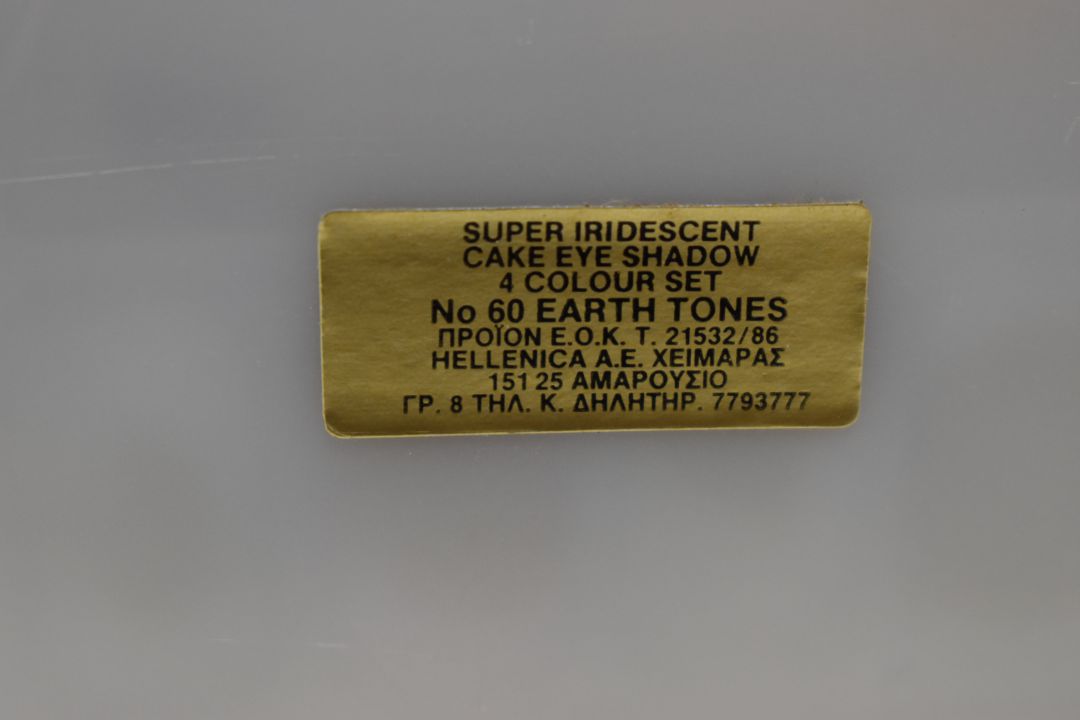 SUPER IRIDESCENT
CAKE EYE SHADOW
4 COLOUR SET
No 60 EARTH TONES
ΠΡΟΪΟΝ Ε.Ο.Κ. Τ. 21532/86
HELLENICA A.E. ΧΕΙΜΑΡΑΣ
151 25 ΑΜΑΡΟΥΣΙΟ
ΓΡ. 8 ΤΗΛ. Κ. ΔΗΛΗΤΗΡ. 7793777